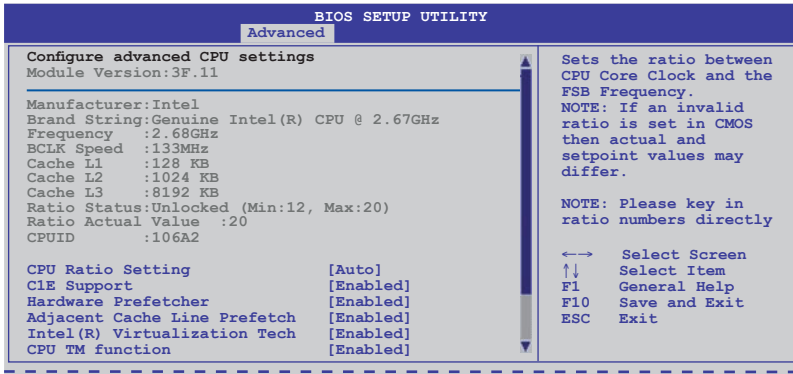 BIOS SETUP UTILITY
Advanced
Configure advanced CPU settings
Module Version:3F.11
Manufacturer:Intel
Brand String:Genuine Intel(R) CPU @ 2.67GHz
Frequency :2.68GHz
BCLK Speed :133MHz
Cache L1 :128 KB
Cache L2 :1024 KB
Cache L3 :8192 KB
Ratio Status:Unlocked (Min:12, Max:20)
Ratio Actual Value :20
CPUID :106A2
CPU Ratio Setting [Auto]
C1E Support [Enabled]
Hardware Prefetcher [Enabled]
Adjacent Cache Line Prefetch [Enabled]
Intel(R) Virtualization Tech [Enabled]
CPU TM function [Enabled]
Sets the ratio between
CPU Core Clock and the
FSB Frequency.
NOTE: If an invalid
ratio is set in CMOS
then actual and
setpoint values may
differ.
NOTE: Please key in
ratio numbers directly
←→ Select Screen
↑↓ Select Item
F1 General Help
F10 Save and Exit
ESC Exit